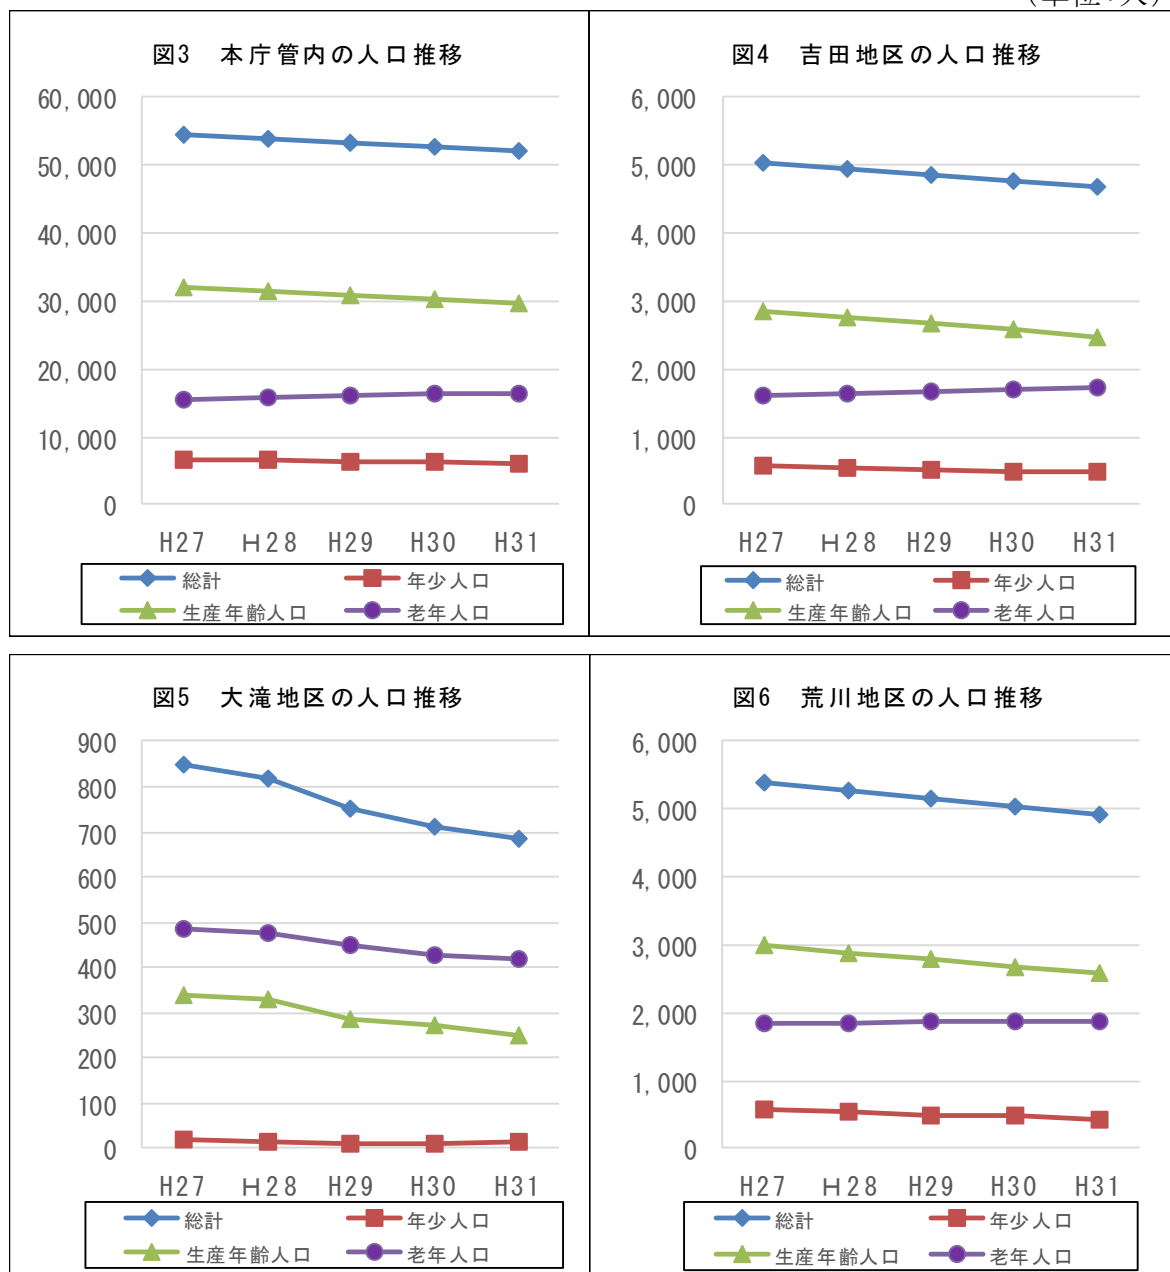 図3 本庁管内の人口推移
60,000
50,000
40,000
30,000
20,000
10,000
0
H27 H28 H29 H30 H31
総計 年少人口
生産年齢人口 老年人口
図4 吉田地区の人口推移
6,000
5,000
4,000
3,000
2,000
1,000
0
H27 H28 H29 H30 H31
総計 年少人口
生産年齢人口 老年人口
図5 大滝地区の人口推移
900
800
700
600
500
400
300
200
100
0
H27 H28 H29 H30 H31
総計 年少人口
生産年齢人口 老年人口
図6 荒川地区の人口推移
6,000
5,000
4,000
3,000
2,000
1,000
0
H27 H28 H29 H30 H31
総計 年少人口
生産年齢人口 老年人口